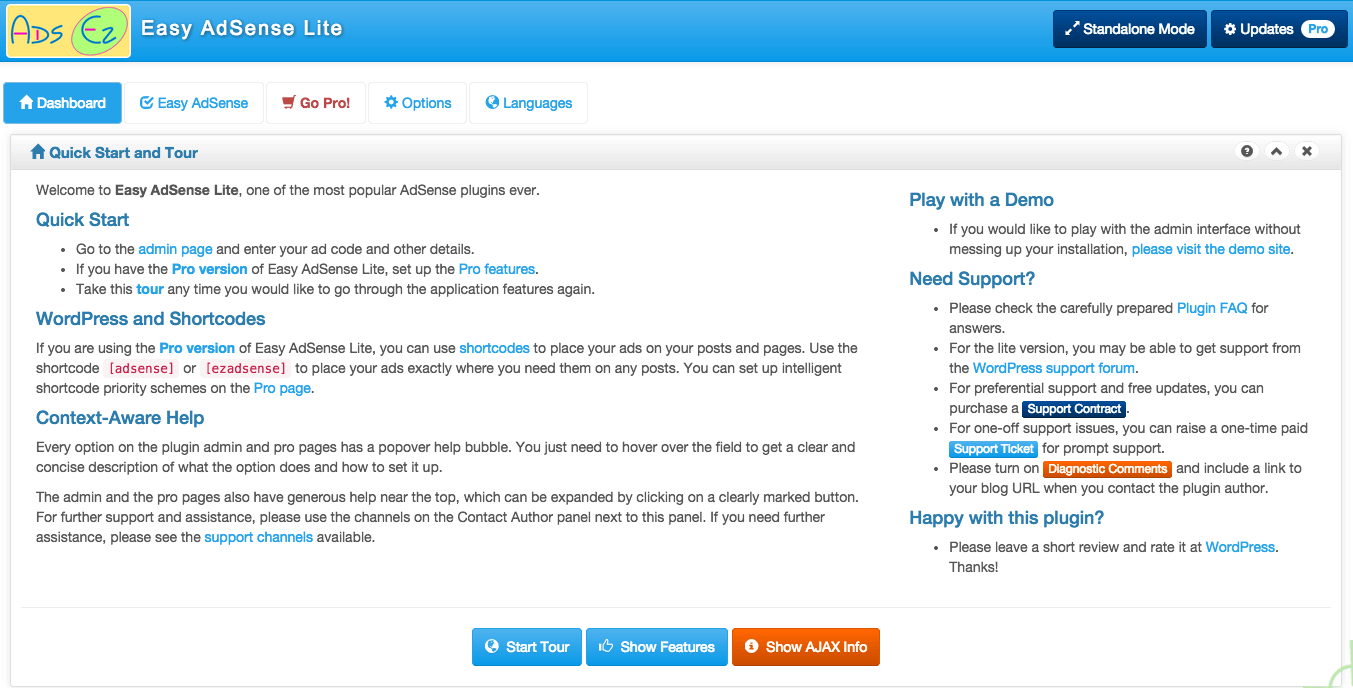 Ads Ez
Easy AdSense Lite
Standalone Mode
Updates Pro
Dashboard
Easy AdSense
Go Pro!
Options
Languages
Quick Start and Tour
Welcome to Easy AdSense Lite, one of the most popular AdSense plugins ever.
Quick Start
• Go to the admin page and enter your ad code and other details.
• If you have the Pro version of Easy AdSense Lite, set up the Pro features.
• Take this tour any time you would like to go through the application features again.
WordPress and Shortcodes
If you are using the Pro version of Easy AdSense Lite, you can use shortcodes to place your ads on your posts and pages. Use the
shortcode [adsense] or [ezadsense] to place your ads exactly where you need them on any posts. You can set up intelligent
shortcode priority schemes on the Pro page.
Context-Aware Help
Every option on the plugin admin and pro pages has a popover help bubble. You just need to hover over the field to get a clear and
concise description of what the option does and how to set it up.
The admin and the pro pages also have generous help near the top, which can be expanded by clicking on a clearly marked button.
For further support and assistance, please use the channels on the Contact Author panel next to this panel. If you need further
assistance, please see the support channels available.
Play with a Demo
• If you would like to play with the admin interface without
messing up your installation, please visit the demo site.
Need Support?
• Please check the carefully prepared Plugin FAQ for
answers.
• For the lite version, you may be able to get support from
the WordPress support forum.
• For preferential support and free updates, you can
purchase a Support Contract.
• For one-off support issues, you can raise a one-time paid
Support Ticket for prompt support.
• Please turn on Diagnostic Comments and include a link to
your blog URL when you contact the plugin author.
Happy with this plugin?
• Please leave a short review and rate it at WordPress.
Thanks!
Start Tour
Show Features
Show AJAX Info